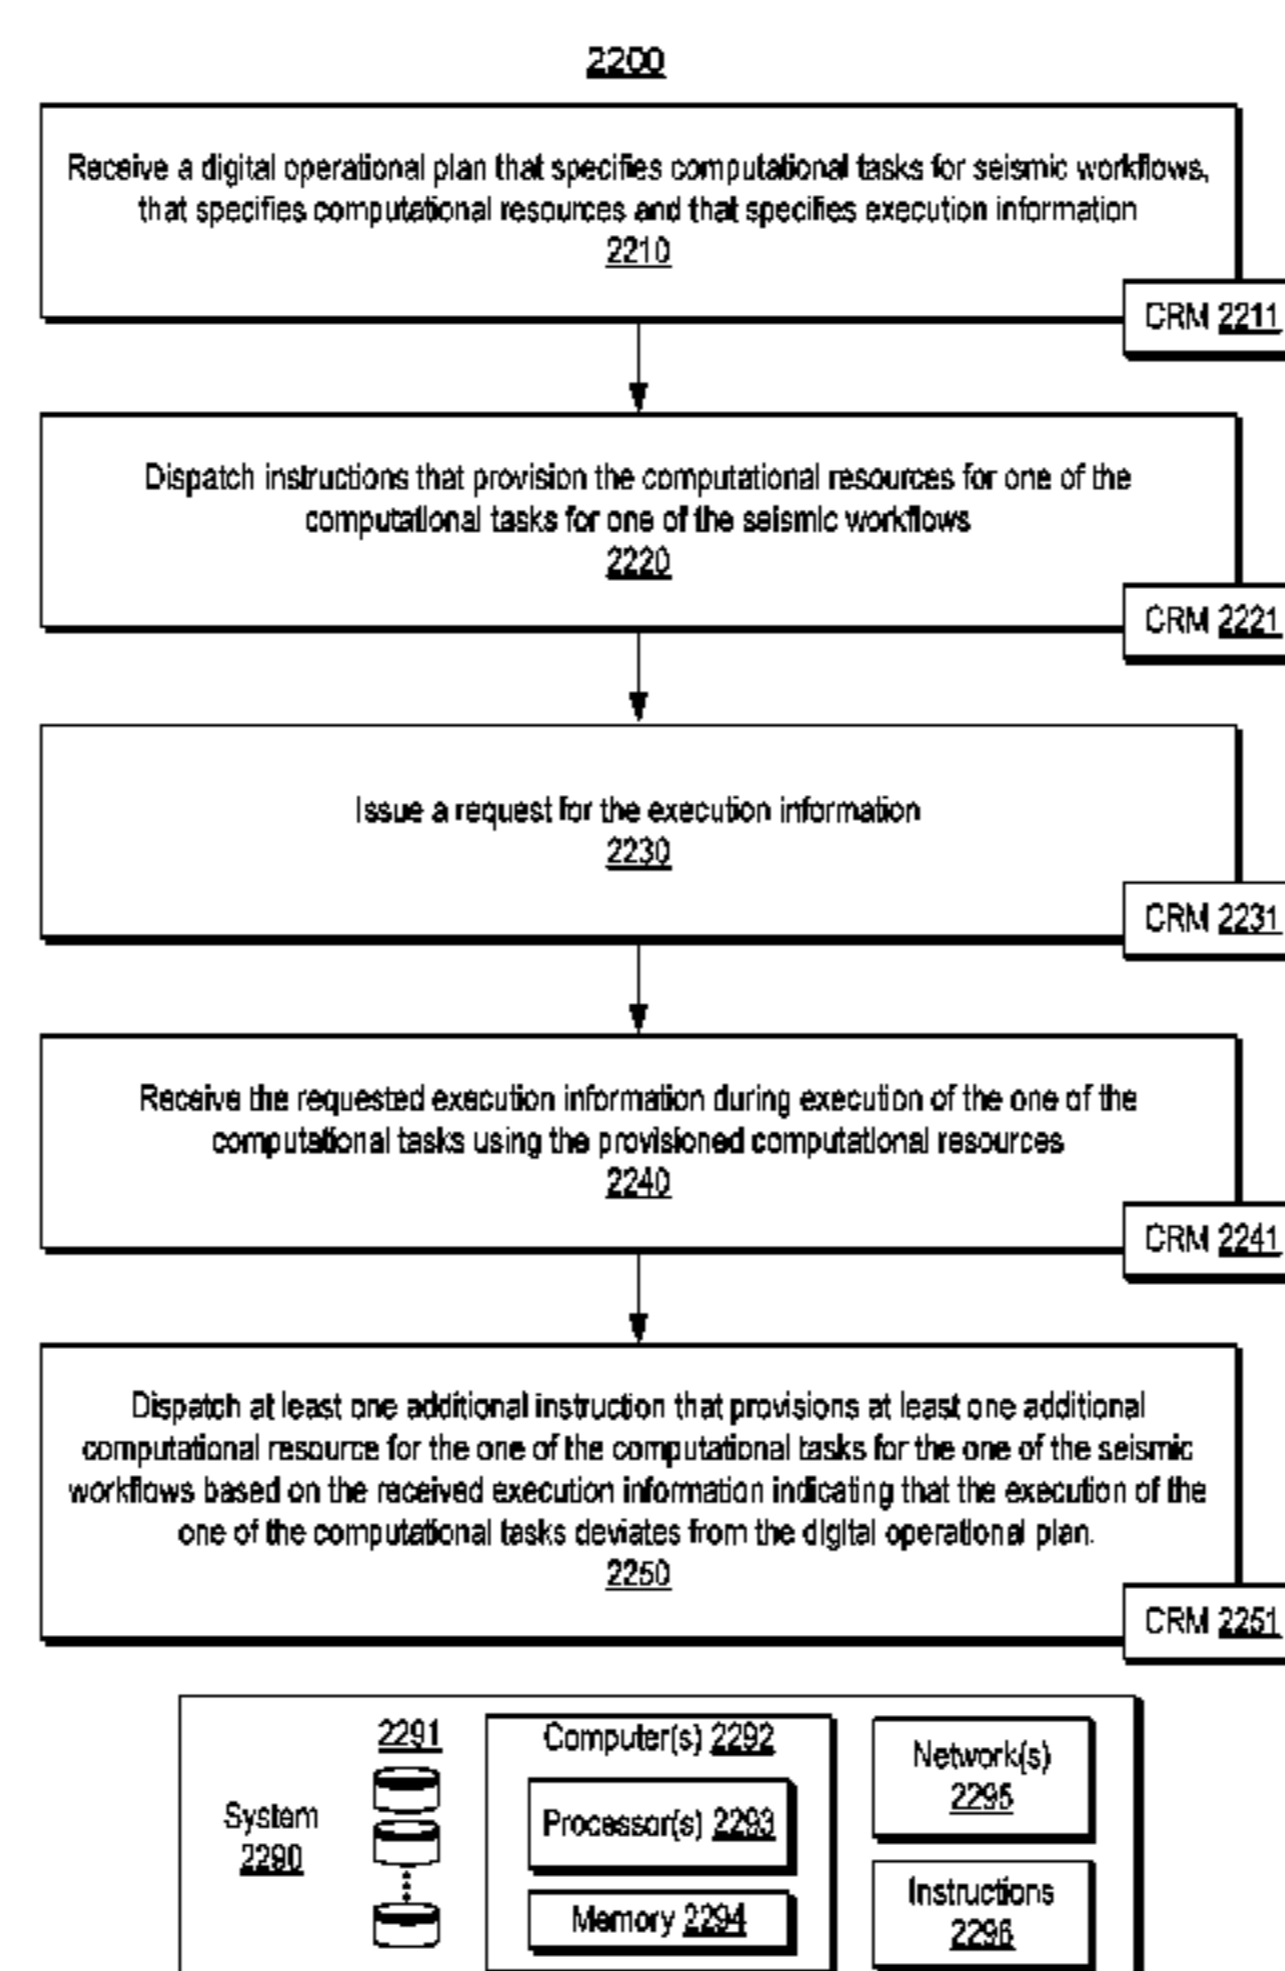 2200
Receive a digital operational plan that specifies computational tasks for seismic workflows,
that specifies computational resources and that specifies execution information
2210
CRM 2211
Dispatch instructions that provision the computational resources for one of the
computational tasks for one of the seismic workflows
2220
CRM 2221
Issue a request for the execution information
2230
CRM 2231
Receive the requested execution information during execution of the one of the
computational tasks using the provisioned computational resources
2240
CRM 2241
Dispatch at least one additional instruction that provisions at least one additional
computational resource for the one of the computational tasks for the one of the seismic
workflows based on the received execution information indicating that the execution of the
one of the computational tasks deviates from the digital operational plan.
2250
CRM 2251
System
2290
2291
Computer(s) 2292
Processor(s) 2293
Memory 2294
Network(s)
2295
Instructions
2296